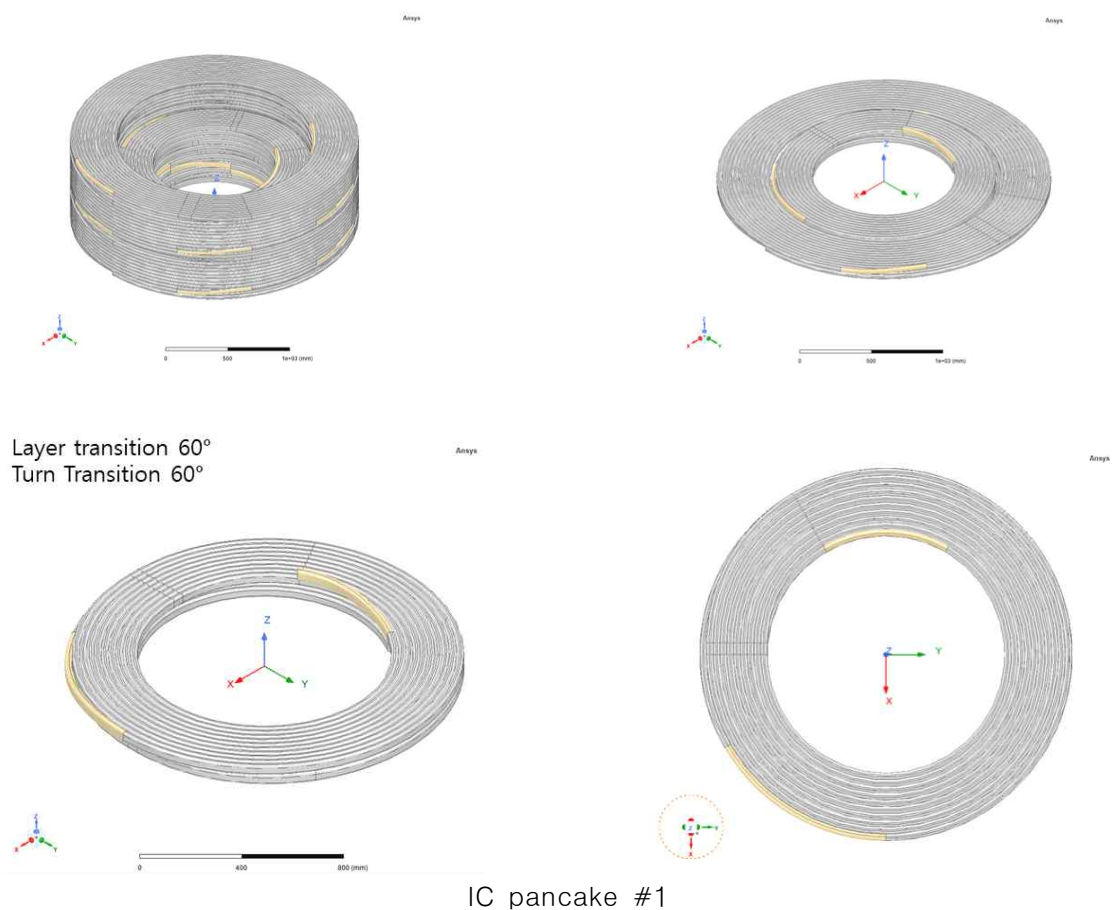 Ansys
Ansys
Z
Z
X
Y
Z
X
Y
Z
X
Y
0
500
1e+03 (mm)
0
500
1e+03 (mm)
Layer transition 60°
Turn Transition 60°
Ansys
Ansys
Z
X
Y
Z
Y
X
Z
X
Y
Z
Y
X
0
400
800 (mm)
IC pancake #1